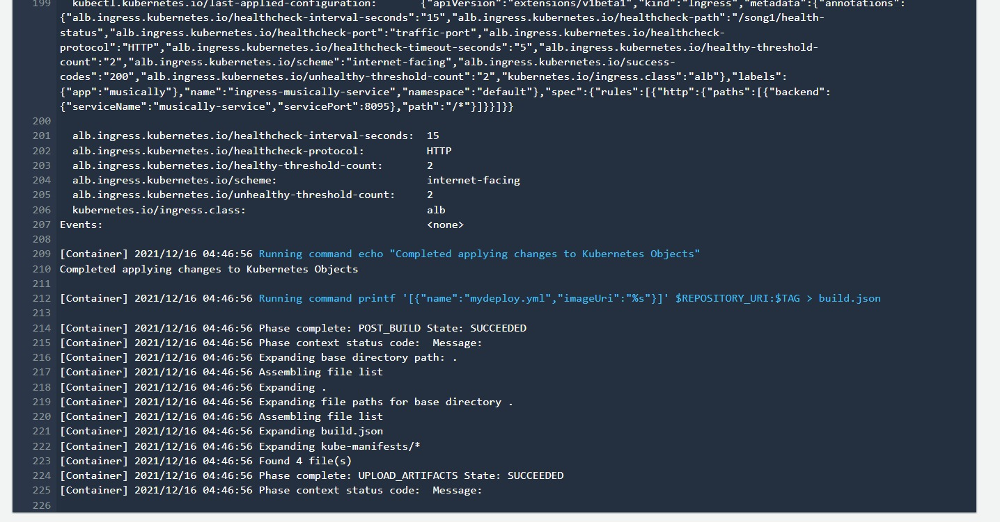 199 kubectl.kubernetes.io/last-applied-configuration: {"apiVersion":"extensions/v1beta1","kind":"Ingress","metadata":{"annotations":
{"alb.ingress.kubernetes.io/healthcheck-interval-seconds":"15","alb.ingress.kubernetes.io/healthcheck-path":"/song1/health-
status","alb.ingress.kubernetes.io/healthcheck-port":"traffic-port","alb.ingress.kubernetes.io/healthcheck-
protocol":"HTTP","alb.ingress.kubernetes.io/healthcheck-timeout-seconds":"5","alb.ingress.kubernetes.io/healthy-threshold-
count":"2","alb.ingress.kubernetes.io/scheme":"internet-facing","alb.ingress.kubernetes.io/success-
codes":"200","alb.ingress.kubernetes.io/unhealthy-threshold-count":"2","kubernetes.io/ingress.class":"alb"},"labels":
{"app":"musically"},"name":"ingress-musically-service","namespace":"default"},"spec":{"rules":[{"http":{"paths":[{"backend":
{"serviceName":"musically-service","servicePort":8095},"path":"/*"}]}}]}}
200
201 alb.ingress.kubernetes.io/healthcheck-interval-seconds: 15
202 alb.ingress.kubernetes.io/healthcheck-protocol: HTTP
203 alb.ingress.kubernetes.io/healthy-threshold-count: 2
204 alb.ingress.kubernetes.io/scheme: internet-facing
205 alb.ingress.kubernetes.io/unhealthy-threshold-count: 2
206 kubernetes.io/ingress.class: alb
207 Events: <none>
208
209 [Container] 2021/12/16 04:46:56 Running command echo "Completed applying changes to Kubernetes Objects"
210 Completed applying changes to Kubernetes Objects
211
212 [Container] 2021/12/16 04:46:56 Running command printf '[{"name":"mydeploy.yml","imageUri":"%s"}]' $REPOSITORY_URI:$TAG > build.json
213
214 [Container] 2021/12/16 04:46:56 Phase complete: POST_BUILD State: SUCCEEDED
215 [Container] 2021/12/16 04:46:56 Phase context status code: Message:
216 [Container] 2021/12/16 04:46:56 Expanding base directory path: .
217 [Container] 2021/12/16 04:46:56 Assembling file list
218 [Container] 2021/12/16 04:46:56 Expanding .
219 [Container] 2021/12/16 04:46:56 Expanding file paths for base directory .
220 [Container] 2021/12/16 04:46:56 Assembling file list
221 [Container] 2021/12/16 04:46:56 Expanding build.json
222 [Container] 2021/12/16 04:46:56 Expanding kube-manifests/*
223 [Container] 2021/12/16 04:46:56 Found 4 file(s)
224 [Container] 2021/12/16 04:46:56 Phase complete: UPLOAD_ARTIFACTS State: SUCCEEDED
225 [Container] 2021/12/16 04:46:56 Phase context status code: Message:
226